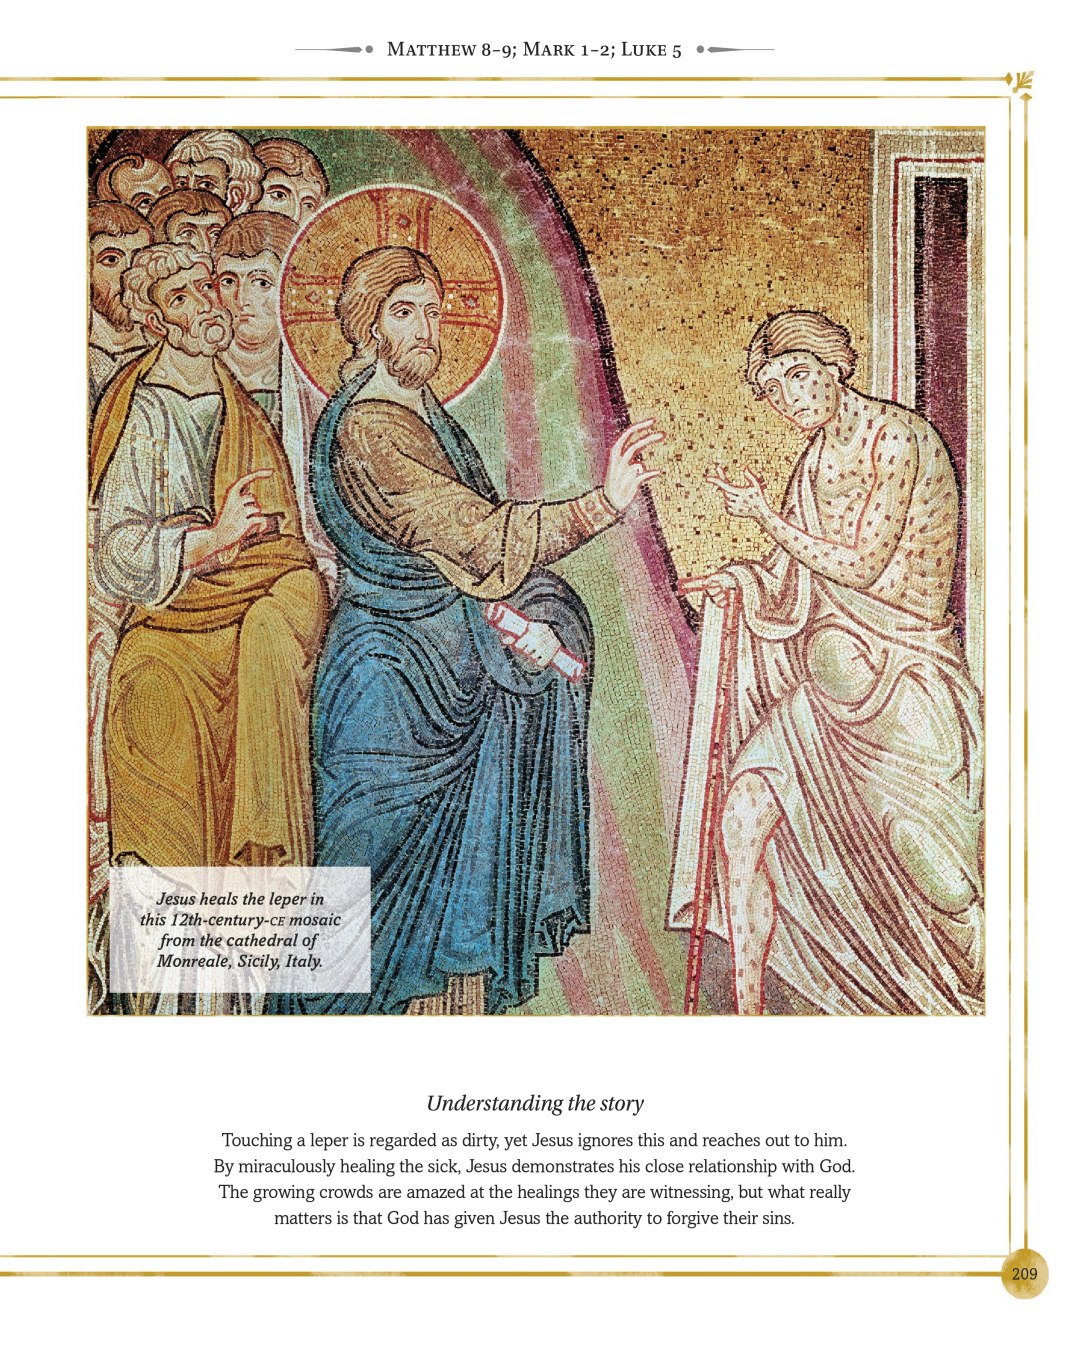 Matthew 8–9; Mark 1–2; Luke 5
Jesus heals the leper in
this 12th-century-CE mosaic
from the cathedral of
Monreale, Sicily, Italy.
Understanding the story
Touching a leper is regarded as dirty, yet Jesus ignores this and reaches out to him.
By miraculously healing the sick, Jesus demonstrates his close relationship with God.
The growing crowds are amazed at the healings they are witnessing, but what really
matters is that God has given Jesus the authority to forgive their sins.
209